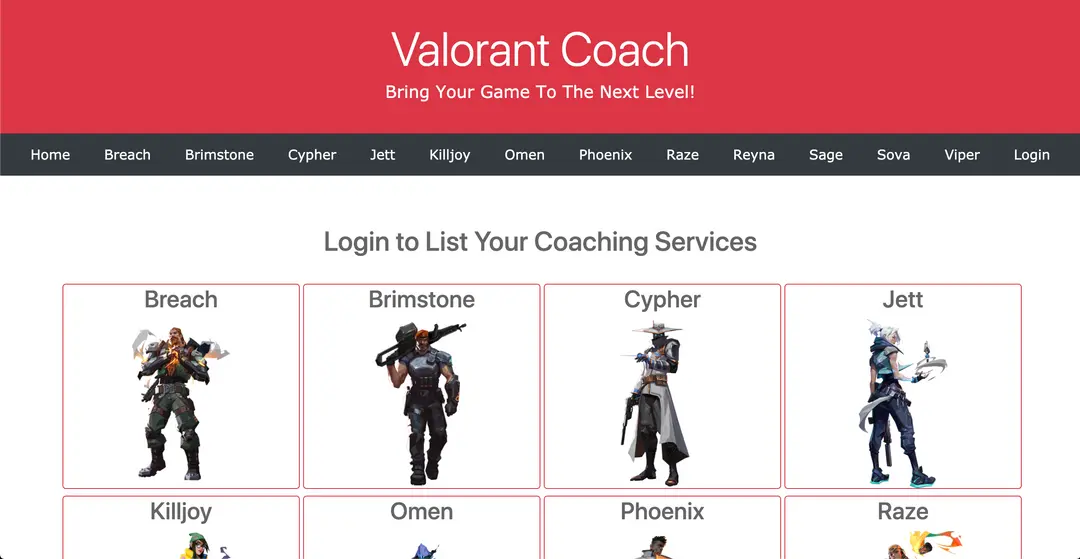 Valorant Coach
Bring Your Game To The Next Level!
Home Breach Brimstone Cypher Jett Killjoy Omen Phoenix Raze Reyna Sage Sova Viper Login
Login to List Your Coaching Services
Breach Brimstone Cypher Jett
Killjoy Omen Phoenix Raze